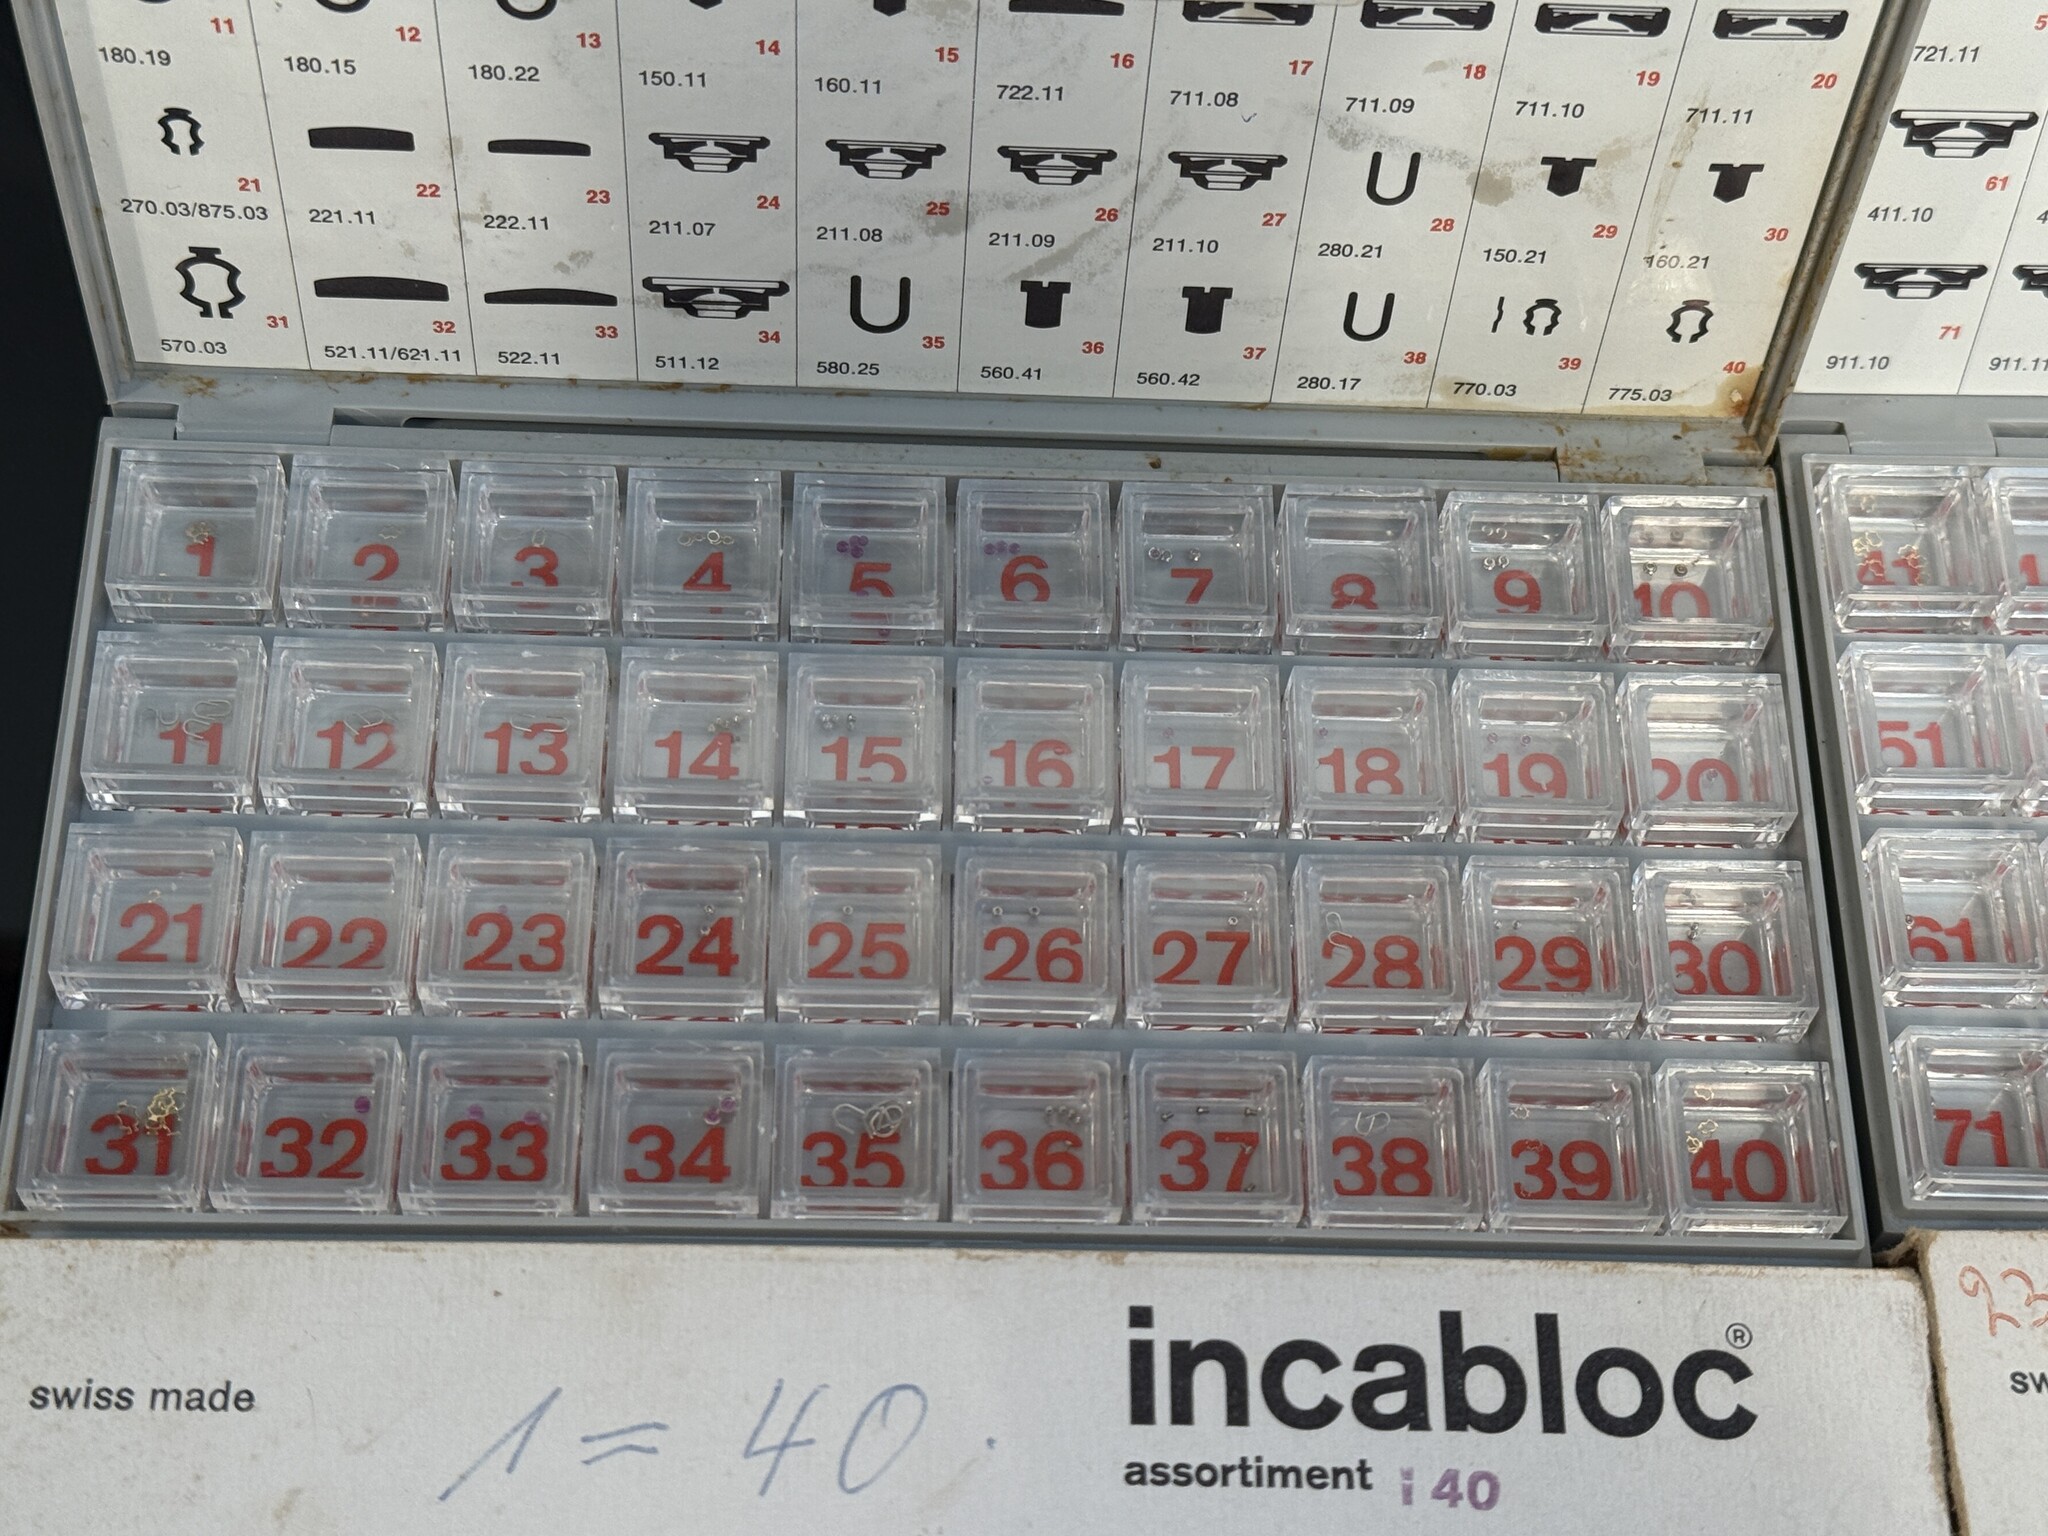 11 12 13 14 15 16 17 18 19 20
180.19 180.15 180.22 150.11 160.11 722.11 711.08 711.09 711.10 711.11
21 22 23 24 25 26 27 28 29 30
270.03/875.03 221.11 222.11 211.07 211.08 211.09 211.10 280.21 150.21 160.21
31 32 33 34 35 36 37 38 39 40
570.03 521.11/621.11 522.11 511.12 580.25 560.41 560.42 280.17 770.03 775.03
721.11
61
411.10
71
911.10 911.11
1 2 3 4 5 6 7 8 9 10
11 12 13 14 15 16 17 18 19 20
21 22 23 24 25 26 27 28 29 30
31 32 33 34 35 36 37 38 39 40
41
51
61
71
swiss made
1 = 40.
incabloc®
assortiment i 40
23
sw